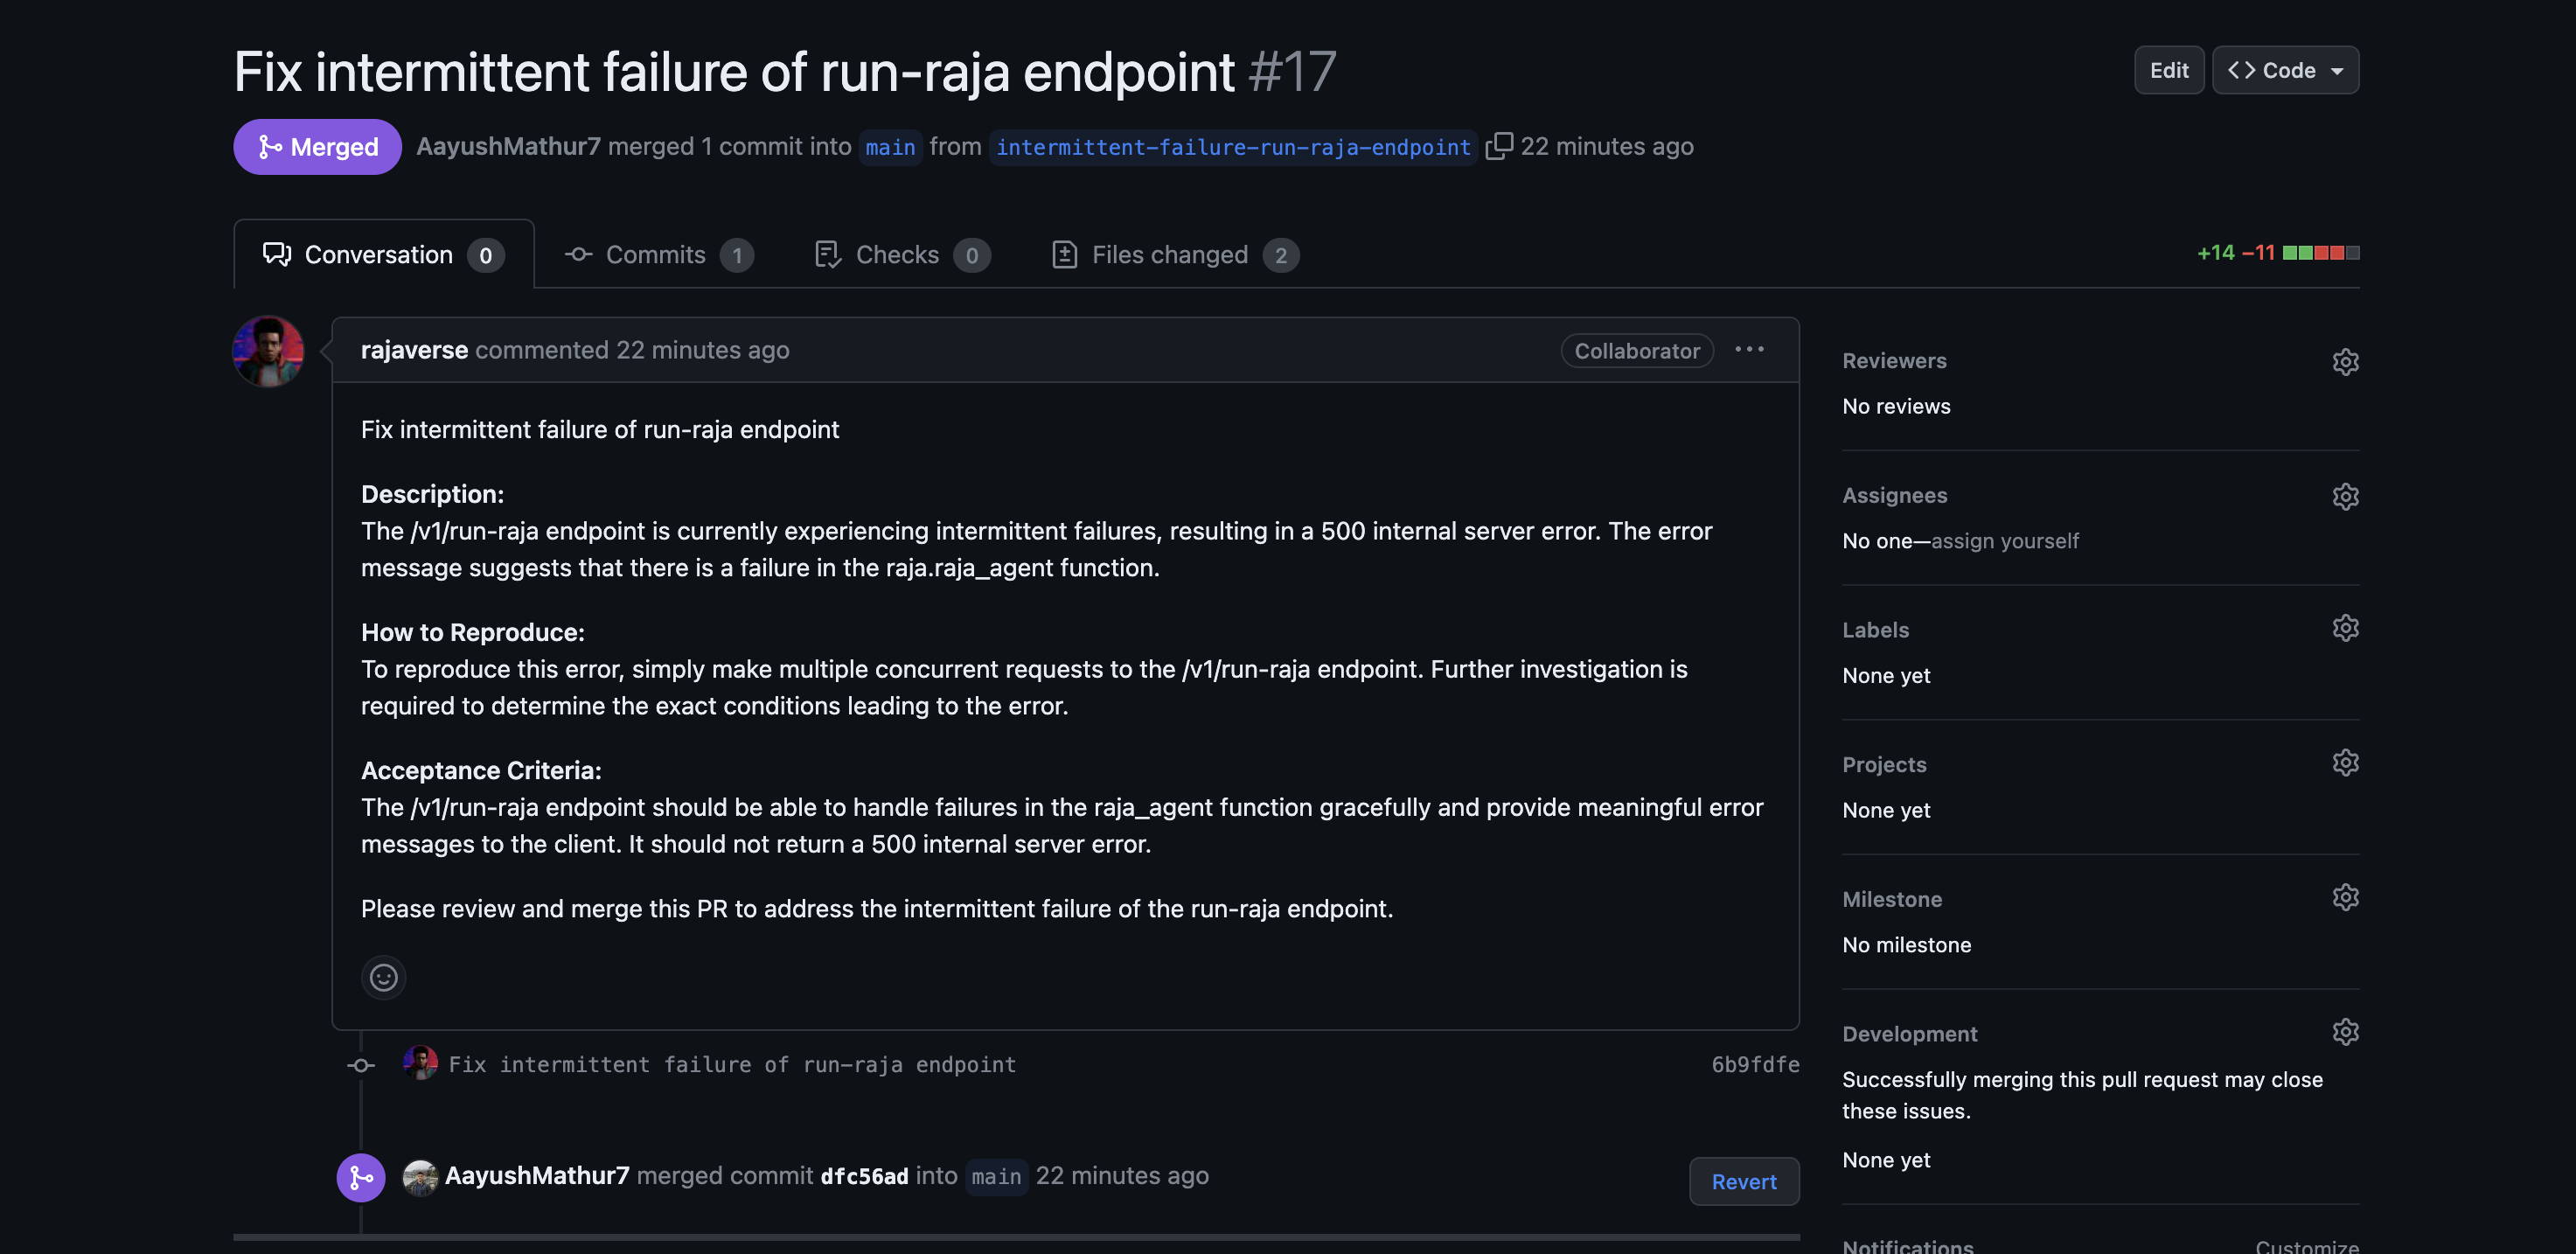 Fix intermittent failure of run-raja endpoint #17
Edit
Code
Merged
AayushMathur7 merged 1 commit into main from intermittent-failure-run-raja-endpoint 22 minutes ago
Conversation 0
Commits 1
Checks 0
Files changed 2
+14 −11
rajaverse commented 22 minutes ago
Collaborator
Fix intermittent failure of run-raja endpoint
Description:
The /v1/run-raja endpoint is currently experiencing intermittent failures, resulting in a 500 internal server error. The error
message suggests that there is a failure in the raja.raja_agent function.
How to Reproduce:
To reproduce this error, simply make multiple concurrent requests to the /v1/run-raja endpoint. Further investigation is
required to determine the exact conditions leading to the error.
Acceptance Criteria:
The /v1/run-raja endpoint should be able to handle failures in the raja_agent function gracefully and provide meaningful error
messages to the client. It should not return a 500 internal server error.
Please review and merge this PR to address the intermittent failure of the run-raja endpoint.
Fix intermittent failure of run-raja endpoint
6b9fdfe
AayushMathur7 merged commit dfc56ad into main 22 minutes ago
Revert
Reviewers
No reviews
Assignees
No one—assign yourself
Labels
None yet
Projects
None yet
Milestone
No milestone
Development
Successfully merging this pull request may close
these issues.
None yet
Notifications
Customize